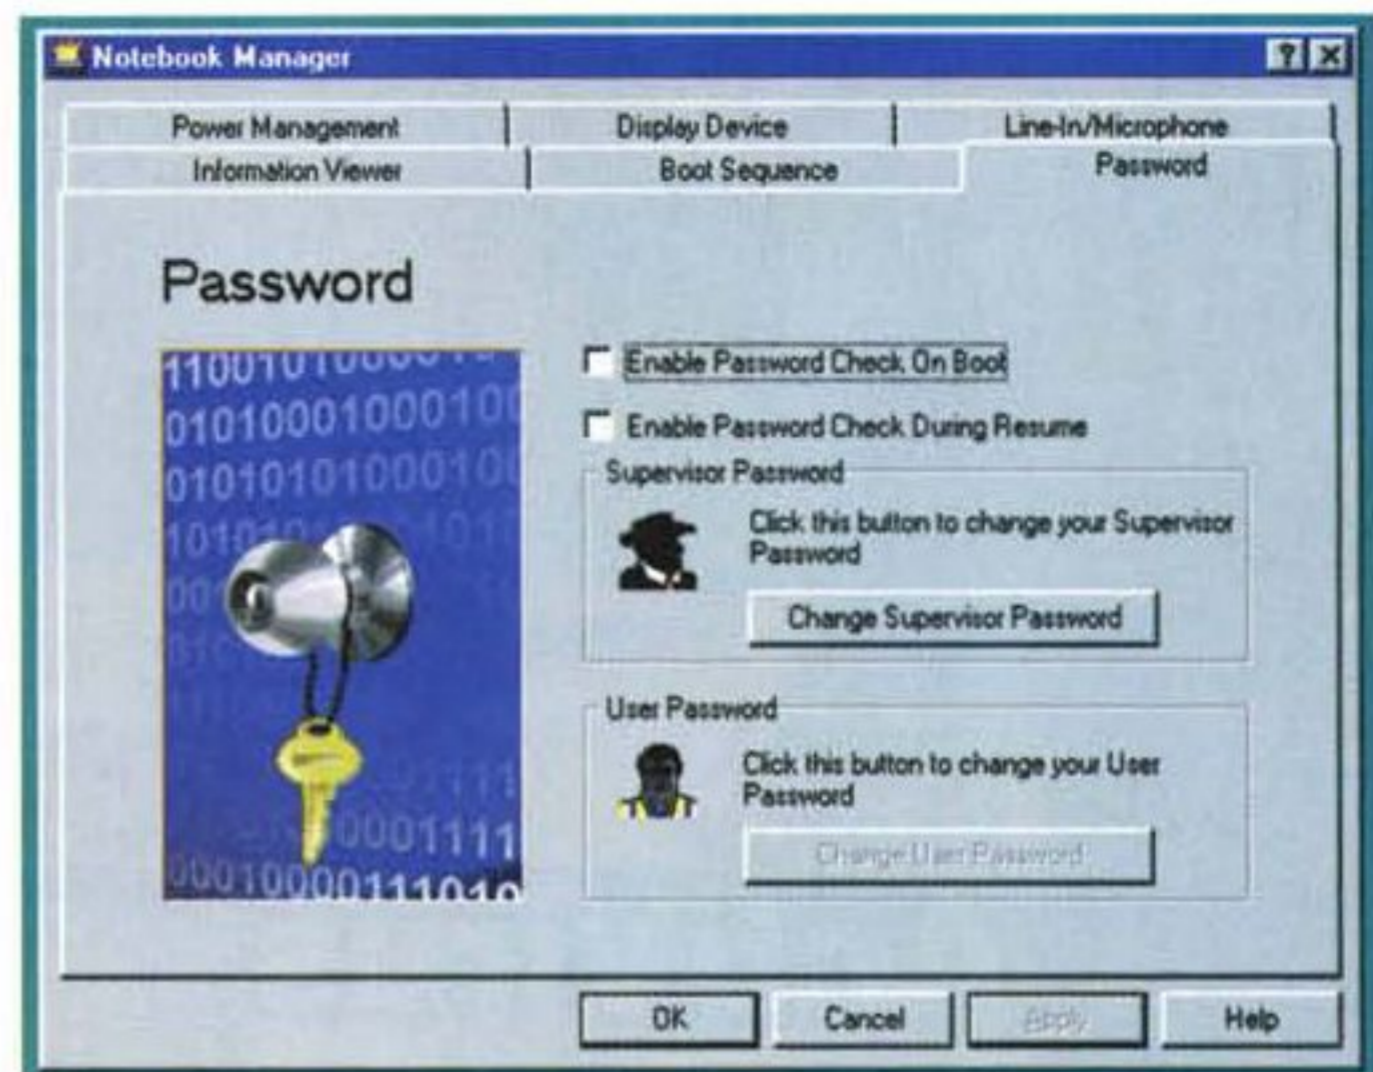 Notebook Manager
Power Management
Display Device
Line-In/Microphone
Information Viewer
Boot Sequence
Password
Password
Enable Password Check On Boot
Enable Password Check During Resume
Supervisor Password
Click this button to change your Supervisor
Password
Change Supervisor Password
User Password
Click this button to change your User
Password
Change User Password
OK
Cancel
Apply
Help
0001111